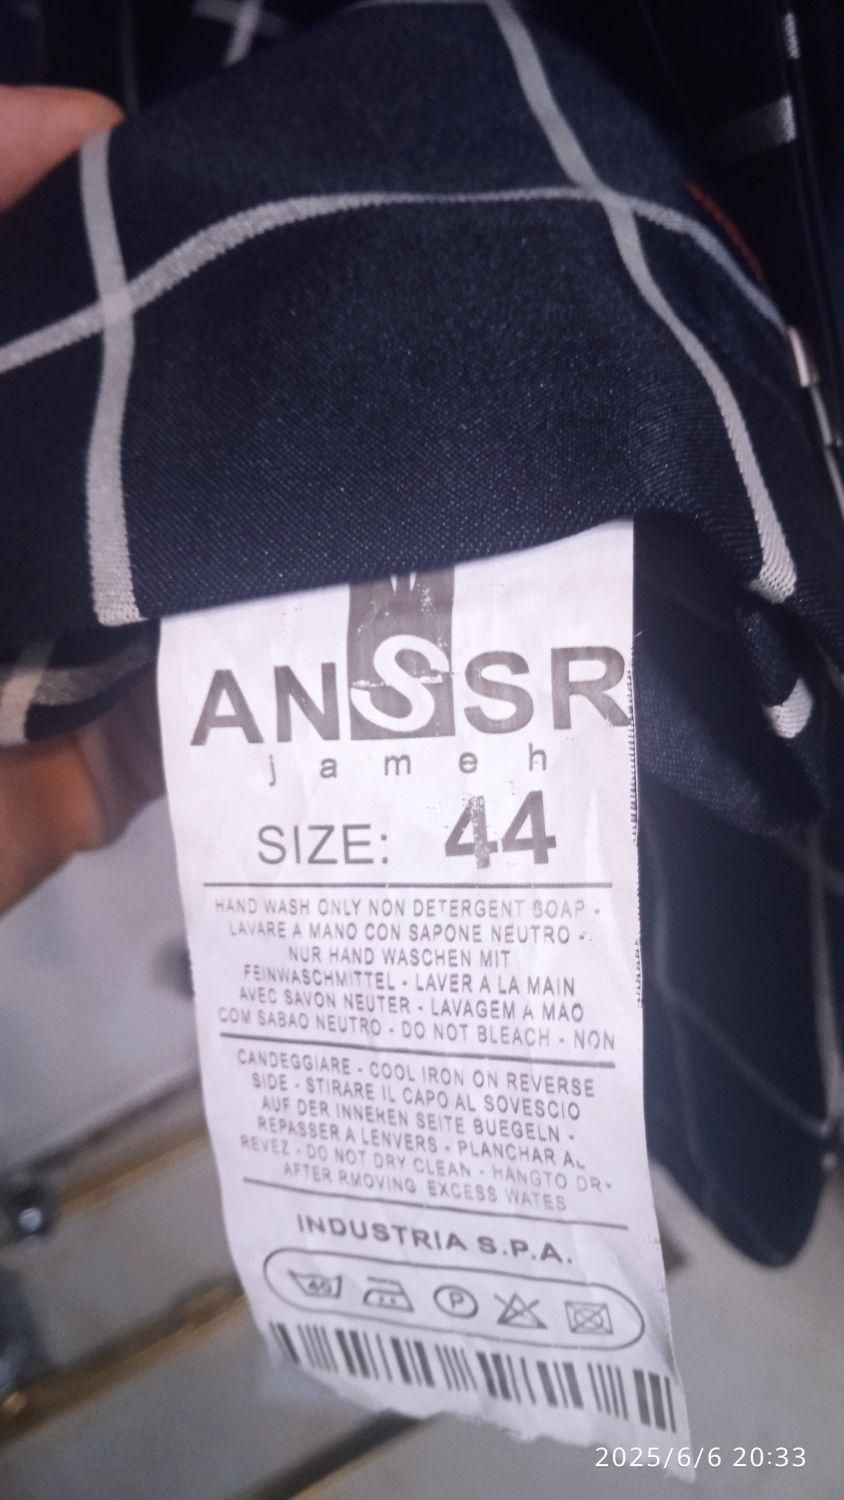 ANSSR
jameh
SIZE: 44
HAND WASH ONLY NON DETERGENT SOAP -
LAVARE A MANO CON SAPONE NEUTRO -
NUR HAND WASCHEN MIT
FEINWASCHMITTEL - LAVER A LA MAIN
AVEC SAVON NEUTER - LAVAGEM A MAO
COM SABAO NEUTRO - DO NOT BLEACH - NON
CANDEGGIARE - COOL IRON ON REVERSE
SIDE - STIRARE IL CAPO AL SOVESCIO
AUF DER INNEREN SEITE BUEGELN -
REPASSER A LENVERS - PLANCHAR AL
REVEZ - DO NOT DRY CLEAN - HANGTO DRY
AFTER RMOVING EXCESS WATES
INDUSTRIA S.P.A.
40 P
2025/6/6 20:33